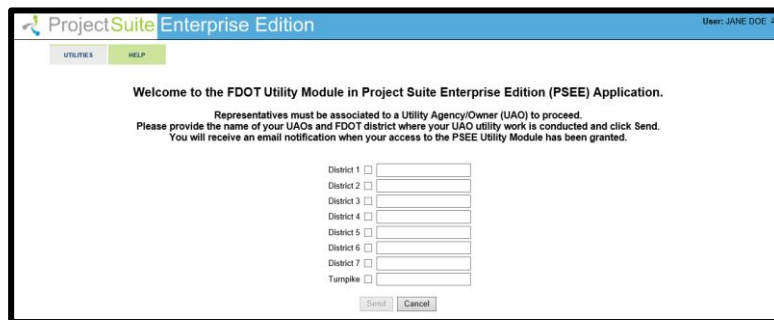 ProjectSuite Enterprise Edition
User: JANE DOE
UTILITIES
HELP
Welcome to the FDOT Utility Module in Project Suite Enterprise Edition (PSEE) Application.
Representatives must be associated to a Utility Agency/Owner (UAO) to proceed.
Please provide the name of your UAOs and FDOT district where your UAO utility work is conducted and click Send.
You will receive an email notification when your access to the PSEE Utility Module has been granted.
District 1
District 2
District 3
District 4
District 5
District 6
District 7
Turnpike
Send Cancel